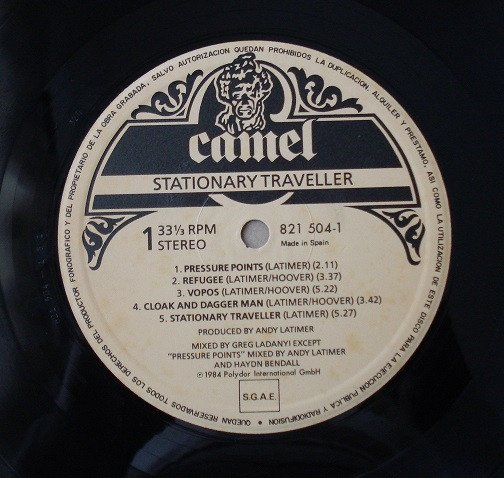 QUEDAN RESERVADOS TODOS LOS DERECHOS DEL PRODUCTOR FONOGRAFICO Y DEL PROPIETARIO DE LA OBRA GRABADA, SALVO AUTORIZACION QUEDAN PROHIBIDOS LA DUPLICACION, ALQUILER Y PRESTAMO, ASI COMO LA UTILIZACION DE ESTE DISCO PARA LA EJECUCION PUBLICA Y RADIODIFUSION
camel
STATIONARY TRAVELLER
1 33⅓ RPM STEREO
821 504-1
Made in Spain
1. PRESSURE POINTS (LATIMER) (2.11)
2. REFUGEE (LATIMER/HOOVER) (3.37)
3. VOPOS (LATIMER/HOOVER) (5.22)
4. CLOAK AND DAGGER MAN (LATIMER/HOOVER) (3.42)
5. STATIONARY TRAVELLER (LATIMER) (5.27)
PRODUCED BY ANDY LATIMER
MIXED BY GREG LADANYI EXCEPT
"PRESSURE POINTS" MIXED BY ANDY LATIMER
AND HAYDN BENDALL
℗ 1984 Polydor International GmbH
S.G.A.E.